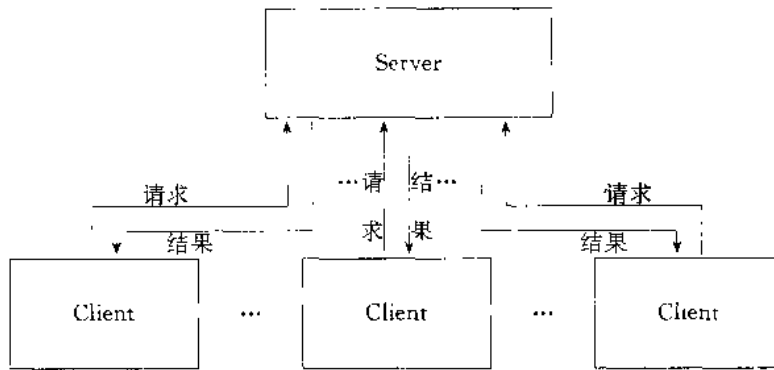 Server
…请 结…
请求 请求
求 果
结果 结果
Client … Client … Client